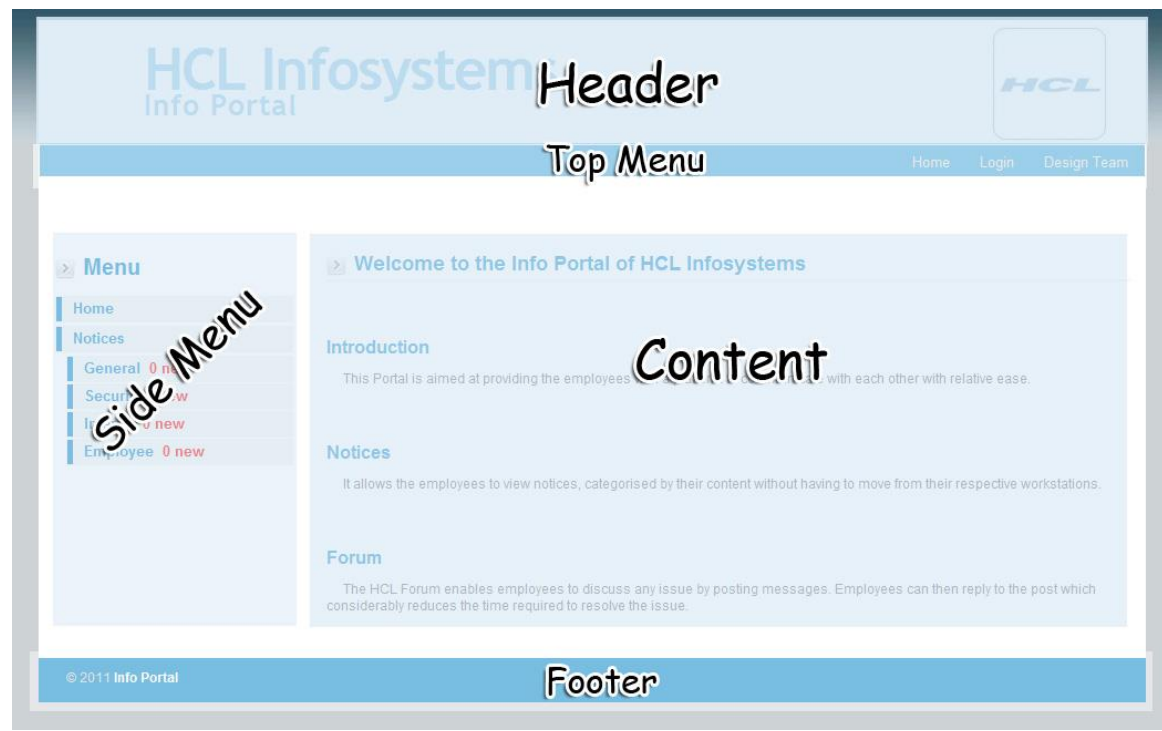 HCL Infosystem
Header
Info Portal
HCL
Top Menu
Home Login Design Team
Menu
Home
Notices
General 0
new
0 new
Employee 0 new
Side Menu
Welcome to the Info Portal of HCL Infosystems
Introduction
Content
This Portal is aimed at providing the employees with each other with relative ease.
Notices
It allows the employees to view notices, categorised by their content without having to move from their respective workstations.
Forum
The HCL Forum enables employees to discuss any issue by posting messages. Employees can then reply to the post which
considerably reduces the time required to resolve the issue.
© 2011 Info Portal
Footer